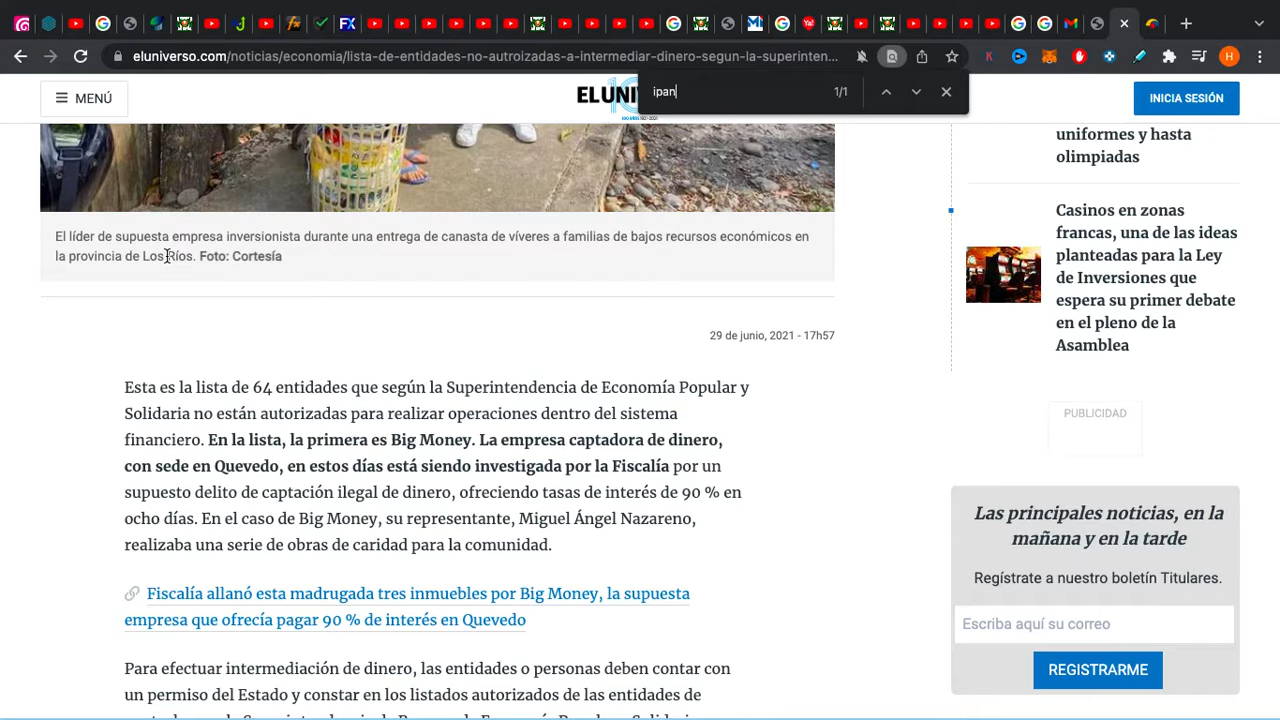 eluniverso.com/noticias/economia/lista-de-entidades-no-autroizadas-a-intermediar-dinero-segun-la-superinten...
MENÚ
ELUNIV
ipan
1/1
INICIA SESIÓN
El líder de supuesta empresa inversionista durante una entrega de canasta de víveres a familias de bajos recursos económicos en
la provincia de Los Ríos. Foto: Cortesía
29 de junio, 2021 - 17h57
Esta es la lista de 64 entidades que según la Superintendencia de Economía Popular y
Solidaria no están autorizadas para realizar operaciones dentro del sistema
financiero. En la lista, la primera es Big Money. La empresa captadora de dinero,
con sede en Quevedo, en estos días está siendo investigada por la Fiscalía por un
supuesto delito de captación ilegal de dinero, ofreciendo tasas de interés de 90 % en
ocho días. En el caso de Big Money, su representante, Miguel Ángel Nazareno,
realizaba una serie de obras de caridad para la comunidad.
Fiscalía allanó esta madrugada tres inmuebles por Big Money, la supuesta
empresa que ofrecía pagar 90 % de interés en Quevedo
Para efectuar intermediación de dinero, las entidades o personas deben contar con
un permiso del Estado y constar en los listados autorizados de las entidades de
uniformes y hasta
olimpiadas
Casinos en zonas
francas, una de las ideas
planteadas para la Ley
de Inversiones que
espera su primer debate
en el pleno de la
Asamblea
PUBLICIDAD
Las principales noticias, en la
mañana y en la tarde
Regístrate a nuestro boletín Titulares.
Escribe aquí su correo
REGISTRARME